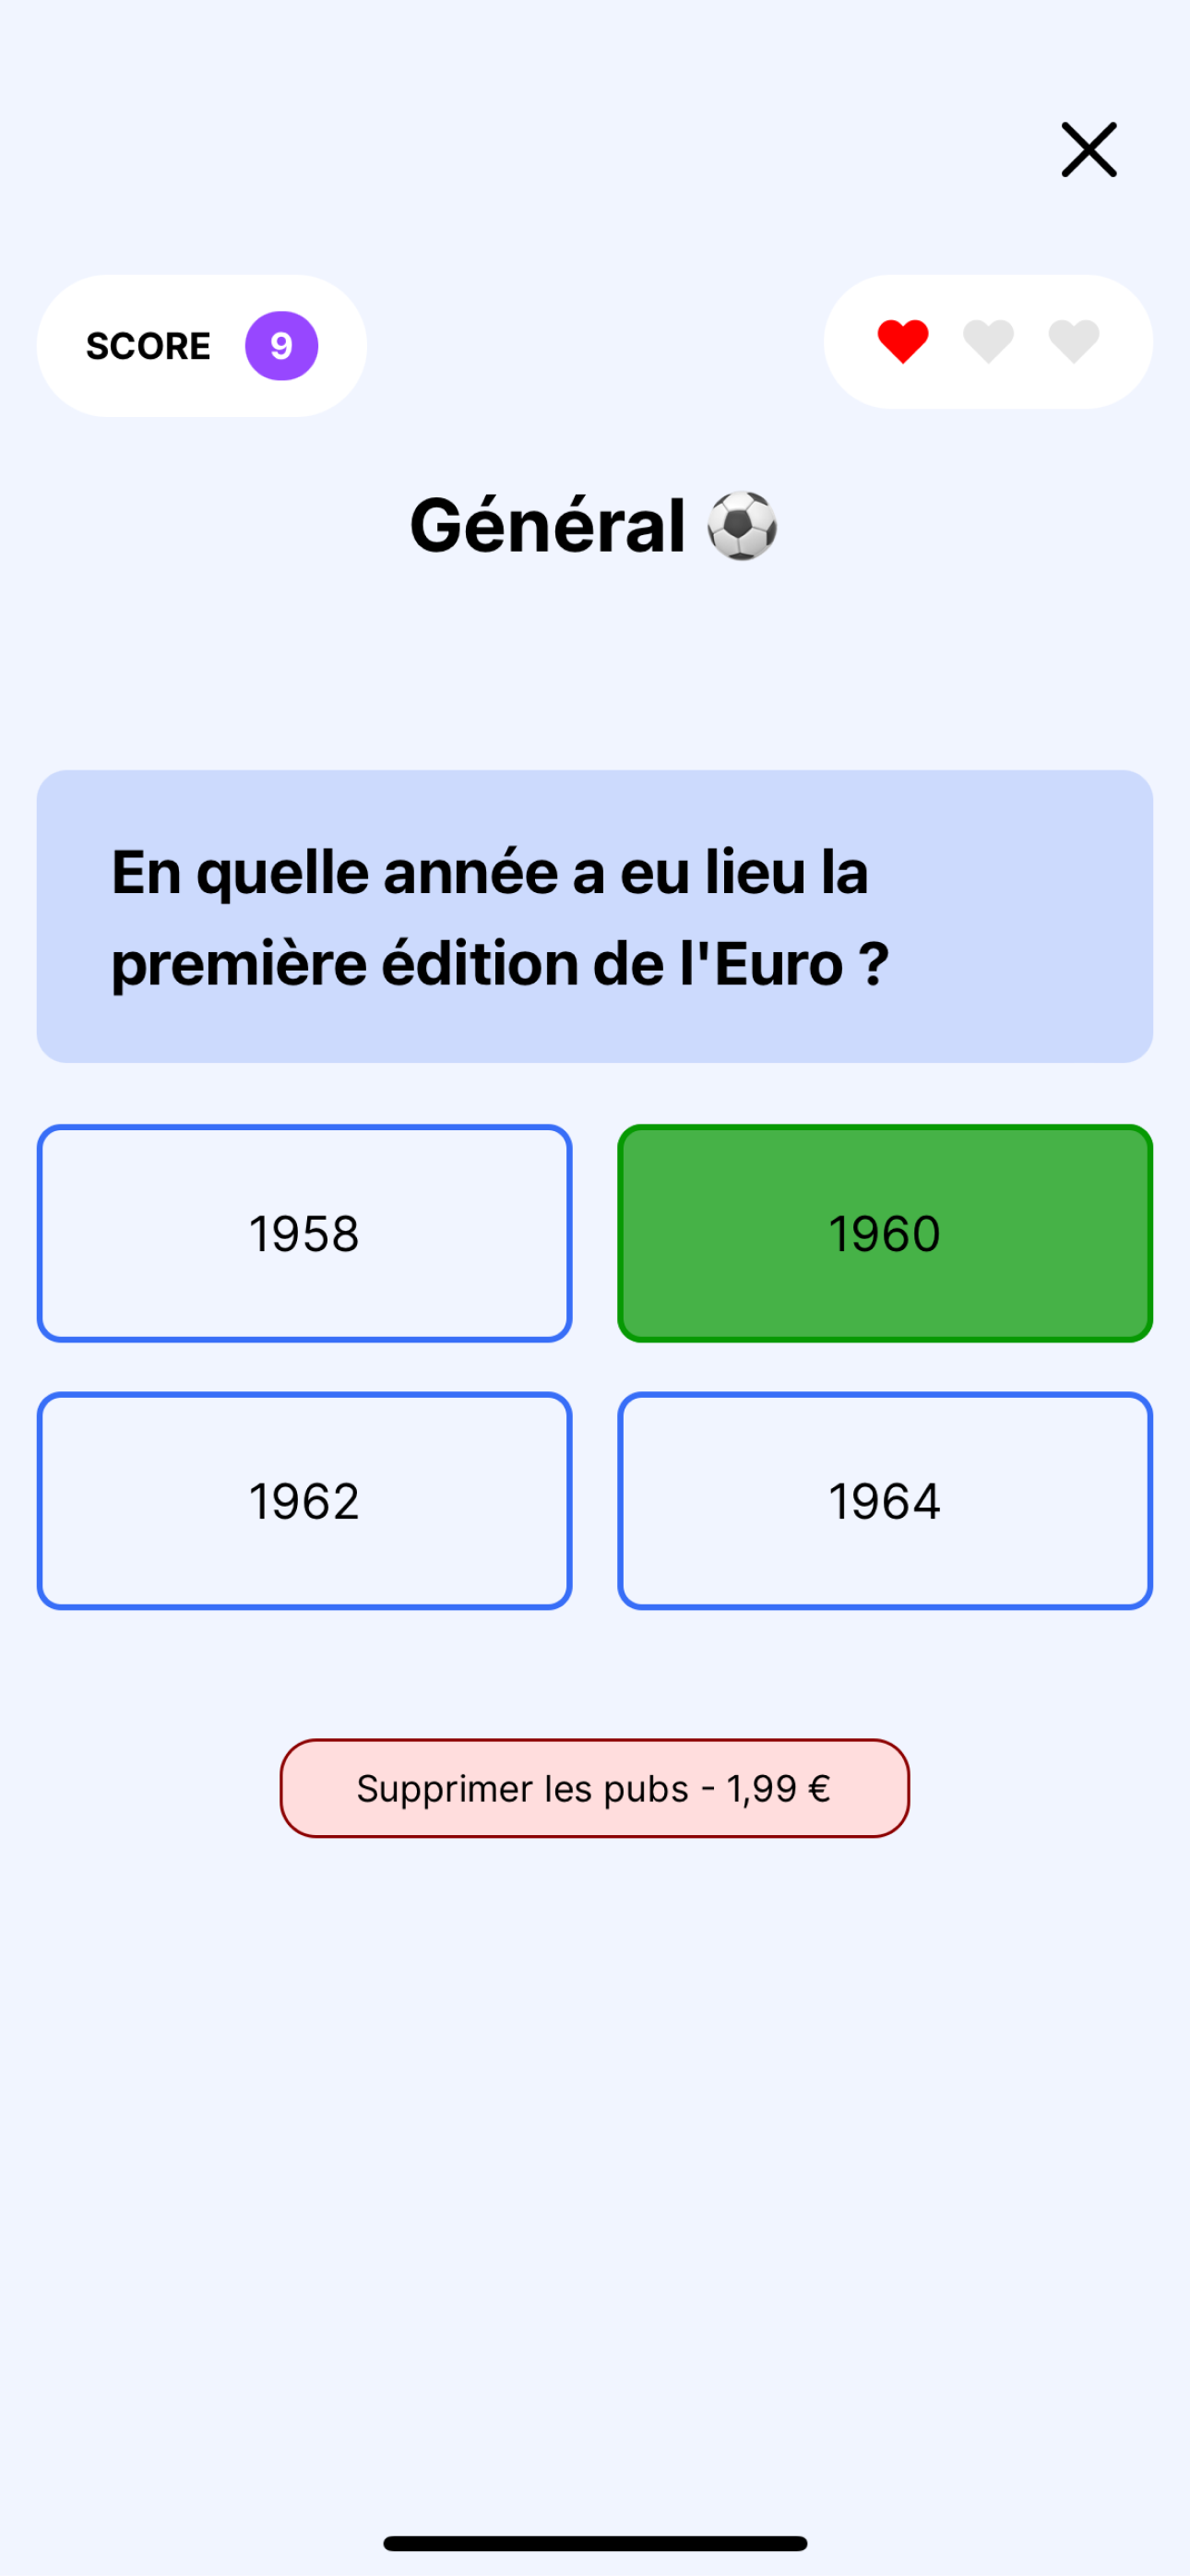 SCORE 9
Général ⚽
En quelle année a eu lieu la
première édition de l'Euro ?
1958
1960
1962
1964
Supprimer les pubs - 1,99 €